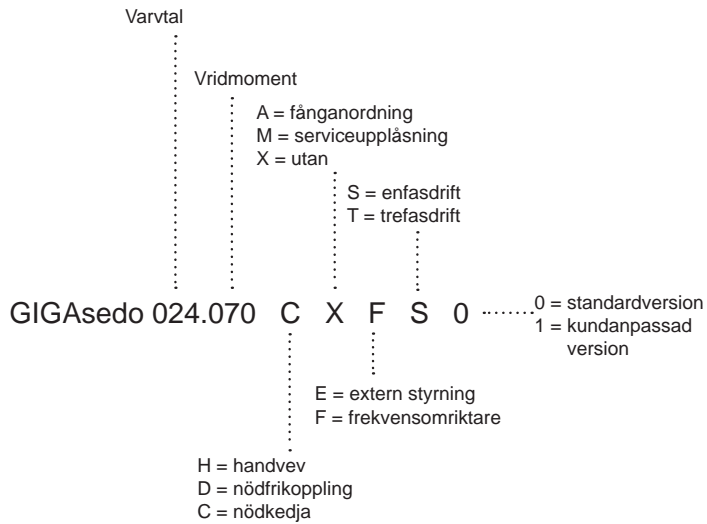 Varvtal
Vridmoment
A = fånganordning
M = serviceupplåsning
X = utan
S = enfasdrift
T = trefasdrift
GIGAsedo 024.070 C X F S 0
0 = standardversion
1 = kundanpassad
version
E = extern styrning
F = frekvensomriktare
H = handvev
D = nödfrikoppling
C = nödkedja